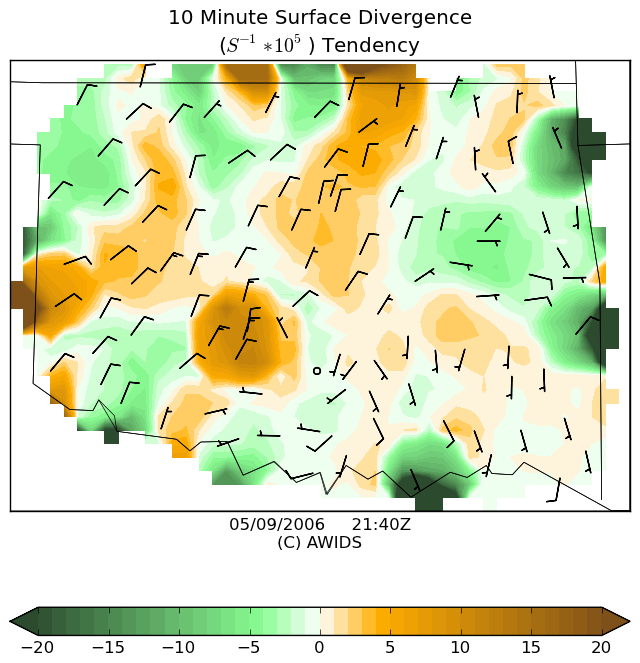 10 Minute Surface Divergence
(S⁻¹ * 10⁵ ) Tendency
05/09/2006 21:40Z
(C) AWIDS
−20 −15 −10 −5 0 5 10 15 20